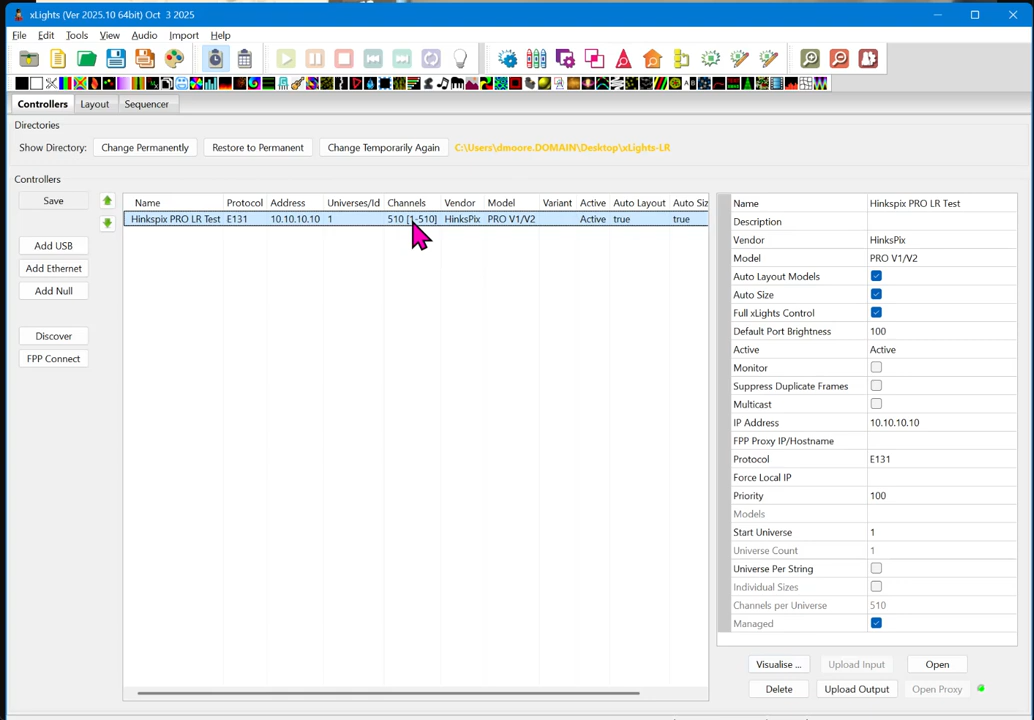 xLights (Ver 2025.10 64bit) Oct 3 2025
File Edit Tools View Audio Import Help
Controllers Layout Sequencer
Directories
Show Directory: Change Permanently Restore to Permanent Change Temporarily Again C:\Users\dmoore.DOMAIN\Desktop\xLights-LR
Controllers
Save
Add USB
Add Ethernet
Add Null
Discover
FPP Connect
Name Protocol Address Universes/Id Channels Vendor Model Variant Active Auto Layout Auto Siz
Hinkspix PRO LR Test E131 10.10.10.10 1 510 [1-510] HinksPix PRO V1/V2 Active true true
Name Hinkspix PRO LR Test
Description
Vendor HinksPix
Model PRO V1/V2
Auto Layout Models
Auto Size
Full xLights Control
Default Port Brightness 100
Active Active
Monitor
Suppress Duplicate Frames
Multicast
IP Address 10.10.10.10
FPP Proxy IP/Hostname
Protocol E131
Force Local IP
Priority 100
Models
Start Universe 1
Universe Count 1
Universe Per String
Individual Sizes
Channels per Universe 510
Managed
Visualise ... Upload Input Open
Delete Upload Output Open Proxy